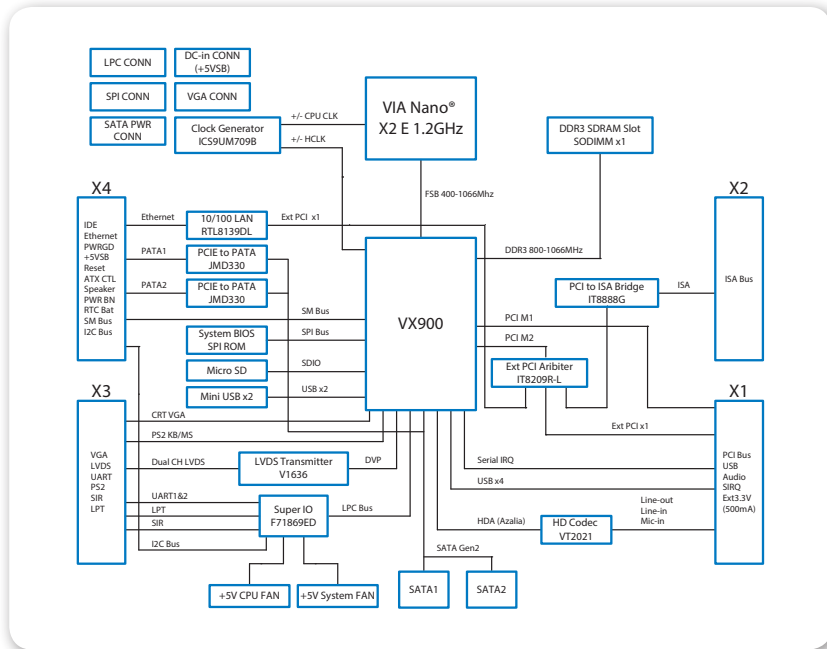 LPC CONN
DC-in CONN
(+5VSB)
SPI CONN
VGA CONN
SATA PWR
CONN
Clock Generator
ICS9UM709B
+/- CPU CLK
+/- HCLK
VIA Nano®
X2 E 1.2GHz
DDR3 SDRAM Slot
SODIMM x1
FSB 400-1066Mhz
DDR3 800-1066MHz
X4
IDE
Ethernet
PWRGD
+5VSB
Reset
ATX CTL
Speaker
PWR BN
RTC Bat
SM Bus
I2C Bus
Ethernet
10/100 LAN
RTL8139DL
Ext PCI x1
PATA1
PCIE to PATA
JMD330
PATA2
PCIE to PATA
JMD330
SM Bus
System BIOS
SPI ROM
SPI Bus
Micro SD
SDIO
Mini USB x2
USB x2
VX900
X2
ISA Bus
PCI to ISA Bridge
IT8888G
ISA
PCI M1
PCI M2
Ext PCI Aribiter
IT8209R-L
X3
VGA
LVDS
UART
PS2
SIR
LPT
CRT VGA
PS2 KB/MS
Dual CH LVDS
LVDS Transmitter
V1636
DVP
UART1&2
LPT
SIR
I2C Bus
Super IO
F71869ED
LPC Bus
+5V CPU FAN
+5V System FAN
X1
PCI Bus
USB
Audio
SIRQ
Ext3.3V
(500mA)
Ext PCI x1
Serial IRQ
USB x4
HDA (Azalia)
HD Codec
VT2021
Line-out
Line-in
Mic-in
SATA Gen2
SATA1
SATA2